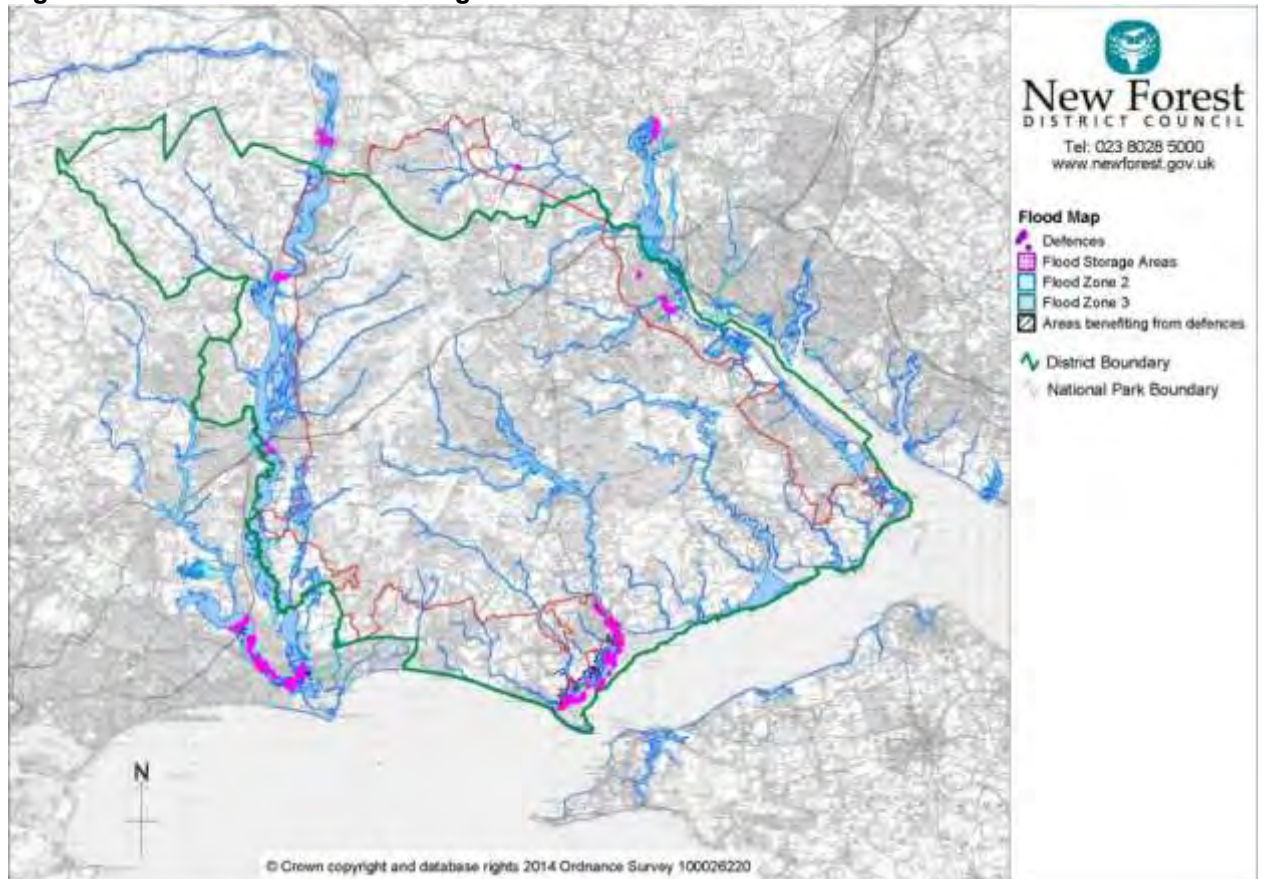 New Forest
DISTRICT COUNCIL
Tel: 023 8028 5000
www.newforest.gov.uk
Flood Map
Defences
Flood Storage Areas
Flood Zone 2
Flood Zone 3
Areas benefiting from defences
District Boundary
National Park Boundary
N
© Crown copyright and database rights 2014 Ordnance Survey 100026220